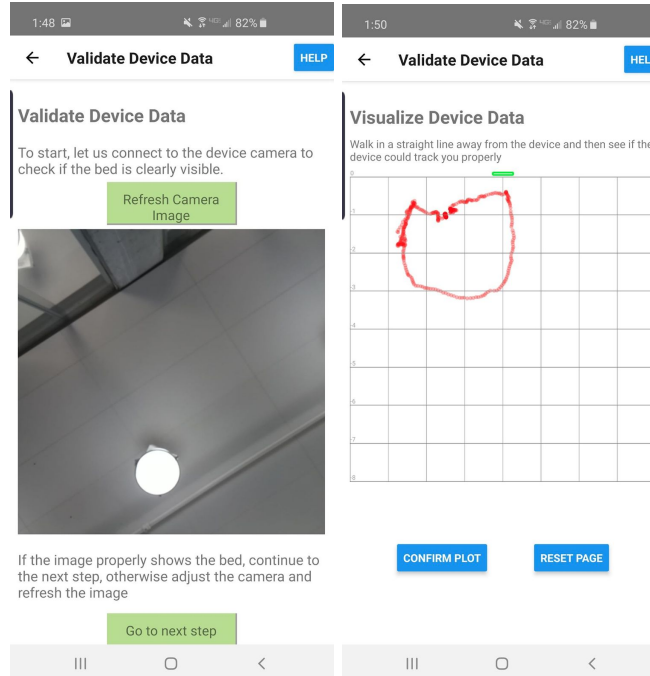 1:48
4GE
82%
Validate Device Data
HELP
Validate Device Data
To start, let us connect to the device camera to
check if the bed is clearly visible.
Refresh Camera
Image
If the image properly shows the bed, continue to
the next step, otherwise adjust the camera and
refresh the image
Go to next step
1:50
4GE
82%
Validate Device Data
HEL
Visualize Device Data
Walk in a straight line away from the device and then see if the
device could track you properly
0
-1
-2
-3
-4
-5
-6
-7
-8
CONFIRM PLOT
RESET PAGE